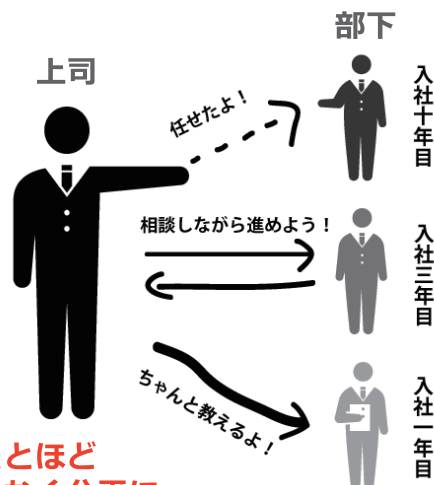 部下
上司
入社十年目
任せたよ!
相談しながら進めよう!
入社三年目
ちゃんと教えるよ!
入社一年目
とほど